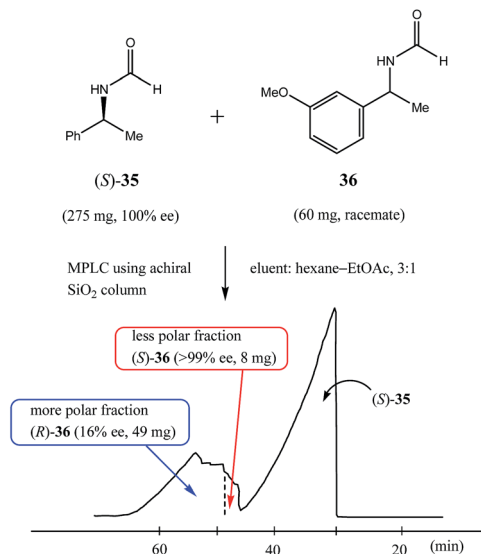 O
HN
H
Ph
Me
+
O
HN
H
MeO
Me
(S)-35
36
(275 mg, 100% ee)
(60 mg, racemate)
MPLC using achiral
SiO2 column
eluent: hexane–EtOAc, 3:1
less polar fraction
(S)-36 (>99% ee, 8 mg)
(S)-35
more polar fraction
(R)-36 (16% ee, 49 mg)
60
40
20
(min)